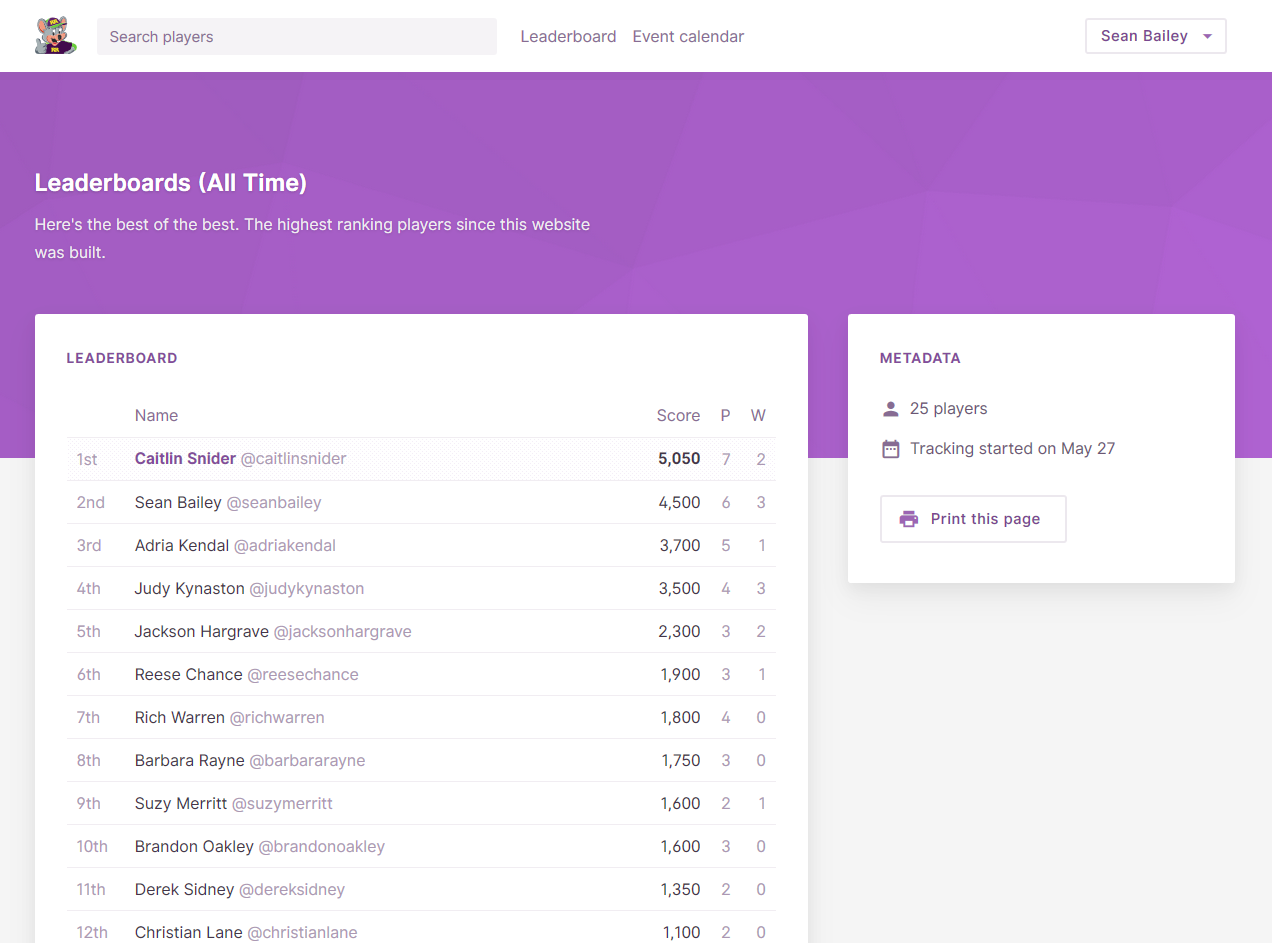 Search players
Leaderboard Event calendar
Sean Bailey
Leaderboards (All Time)
Here's the best of the best. The highest ranking players since this website
was built.
LEADERBOARD
Name Score P W
1st Caitlin Snider @caitlinsnider 5,050 7 2
2nd Sean Bailey @seanbailey 4,500 6 3
3rd Adria Kendal @adriakendal 3,700 5 1
4th Judy Kynaston @judykynaston 3,500 4 3
5th Jackson Hargrave @jacksonhargrave 2,300 3 2
6th Reese Chance @reesechance 1,900 3 1
7th Rich Warren @richwarren 1,800 4 0
8th Barbara Rayne @barbararayne 1,750 3 0
9th Suzy Merritt @suzymerritt 1,600 2 1
10th Brandon Oakley @brandonoakley 1,600 3 0
11th Derek Sidney @dereksidney 1,350 2 0
12th Christian Lane @christianlane 1,100 2 0
METADATA
25 players
Tracking started on May 27
Print this page